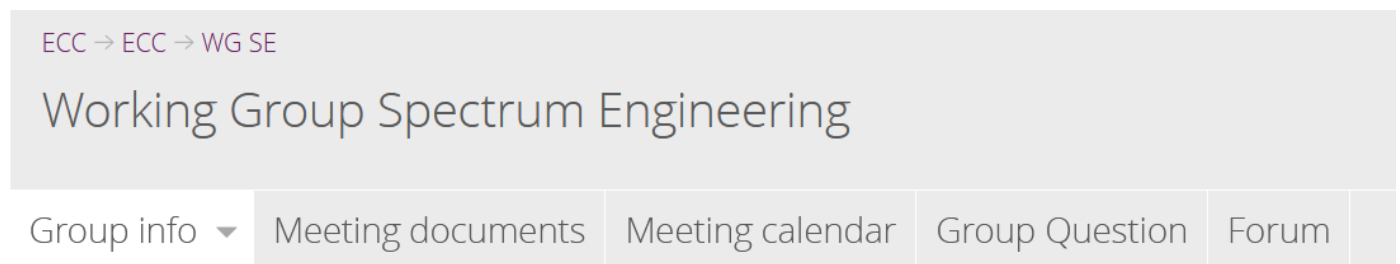 ECC → ECC → WG SE
Working Group Spectrum Engineering
Group info Meeting documents Meeting calendar Group Question Forum